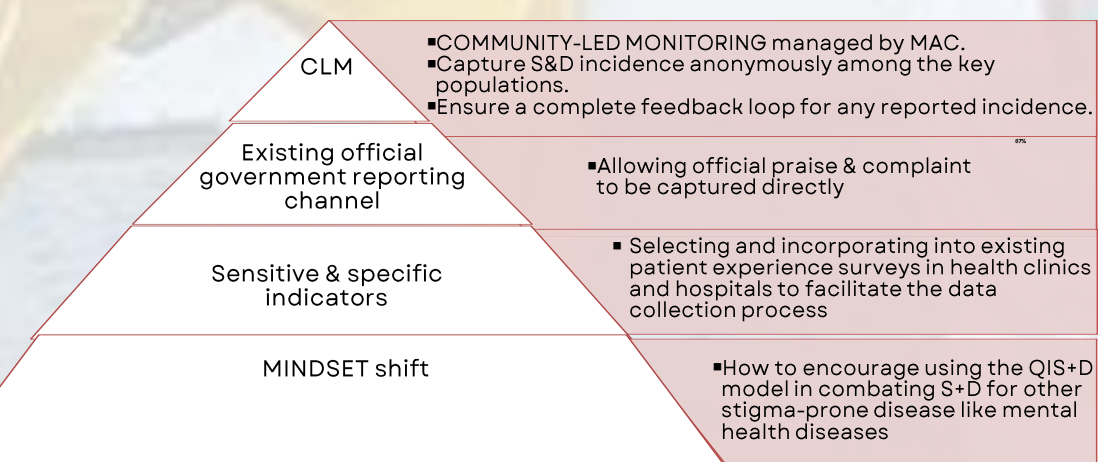 CLM
▪COMMUNITY-LED MONITORING managed by MAC.
▪Capture S&D incidence anonymously among the key
populations.
▪Ensure a complete feedback loop for any reported incidence.
Existing official
government reporting
channel
67%
▪Allowing official praise & complaint
to be captured directly
Sensitive & specific
indicators
▪ Selecting and incorporating into existing
patient experience surveys in health clinics
and hospitals to facilitate the data
collection process
MINDSET shift
▪How to encourage using the QIS+D
model in combating S+D for other
stigma-prone disease like mental
health diseases